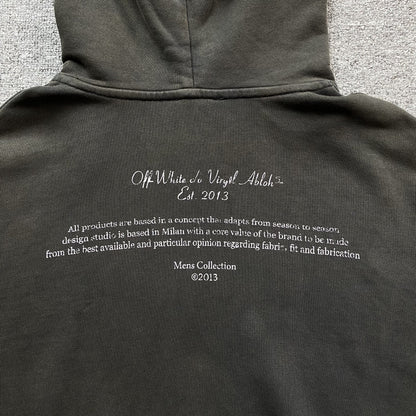 Off-White c/o Virgil Abloh™
Est. 2013
All products are based in a concept that adapts from season to season
design studio is based in Milan with a core value of the brand to be made
from the best available and particular opinion regarding fabric, fit and fabrication
Mens Collection
©2013